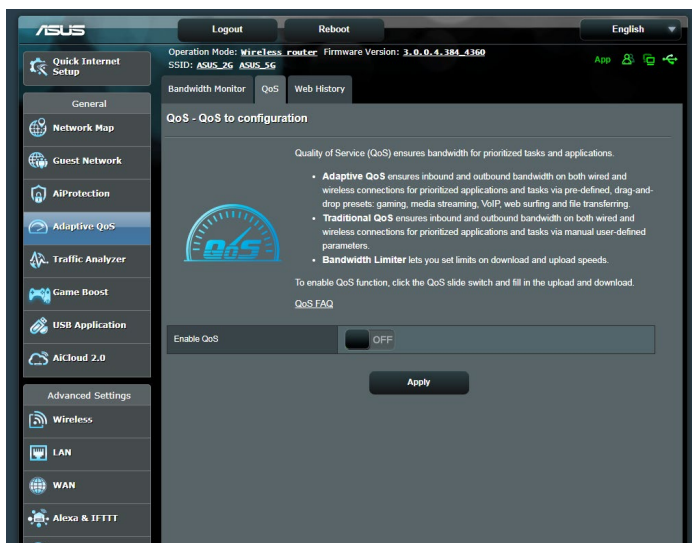 ASUS
Logout
Reboot
English
Quick Internet
Setup
Operation Mode: Wireless router Firmware Version: 3.0.0.4.384_4360
SSID: ASUS_2G ASUS_5G
App
General
Network Map
Guest Network
AiProtection
Adaptive QoS
Traffic Analyzer
Game Boost
USB Application
AiCloud 2.0
Advanced Settings
Wireless
LAN
WAN
Alexa & IFTTT
Bandwidth Monitor
QoS
Web History
QoS - QoS to configuration
QoS
Quality of Service (QoS) ensures bandwidth for prioritized tasks and applications.
• Adaptive QoS ensures inbound and outbound bandwidth on both wired and
wireless connections for prioritized applications and tasks via pre-defined, drag-and-
drop presets: gaming, media streaming, VoIP, web surfing and file transferring.
• Traditional QoS ensures inbound and outbound bandwidth on both wired and
wireless connections for prioritized applications and tasks via manual user-defined
parameters.
• Bandwidth Limiter lets you set limits on download and upload speeds.
To enable QoS function, click the QoS slide switch and fill in the upload and download.
QoS FAQ
Enable QoS
OFF
Apply